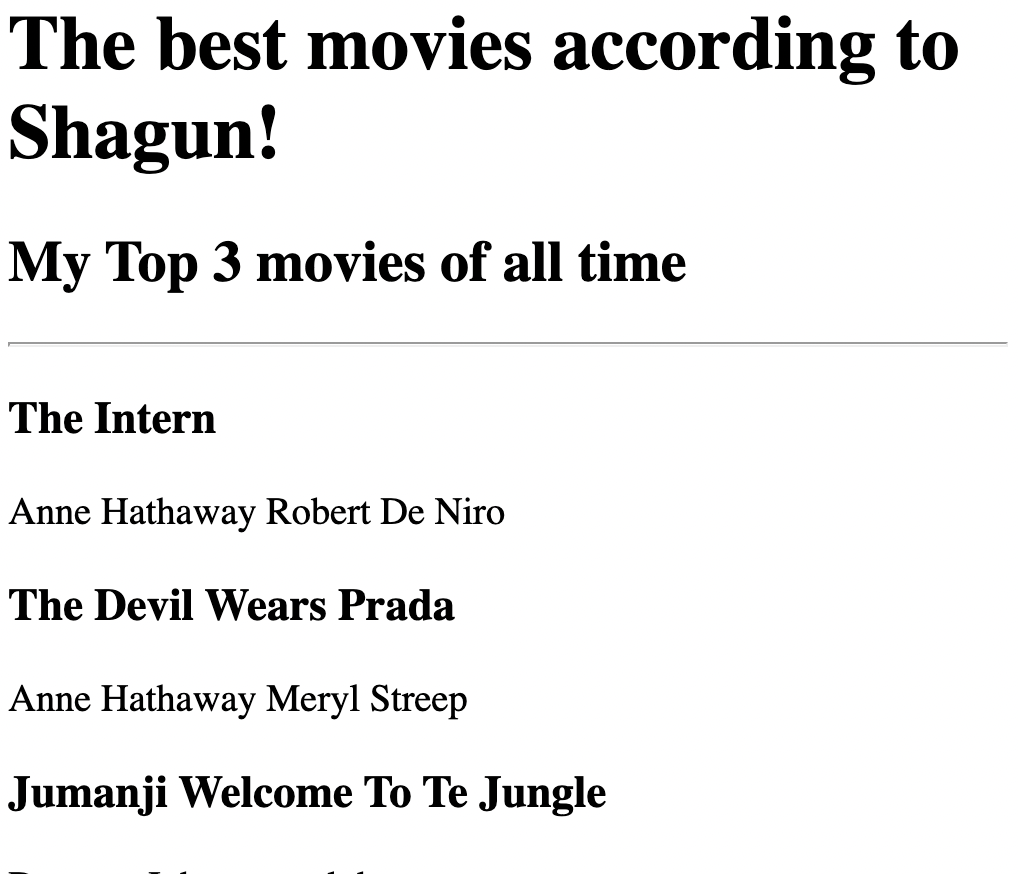 The best movies according to
Shagun!
My Top 3 movies of all time
The Intern
Anne Hathaway Robert De Niro
The Devil Wears Prada
Anne Hathaway Meryl Streep
Jumanji Welcome To Te Jungle